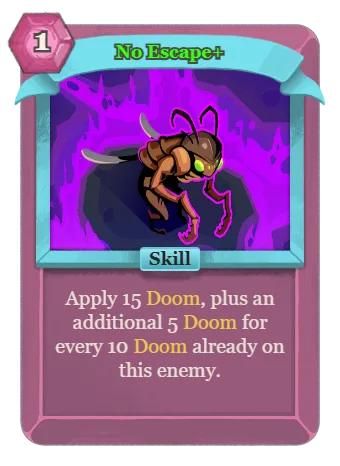 1
No Escape+
Skill
Apply 15 Doom, plus an
additional 5 Doom for
every 10 Doom already on
this enemy.